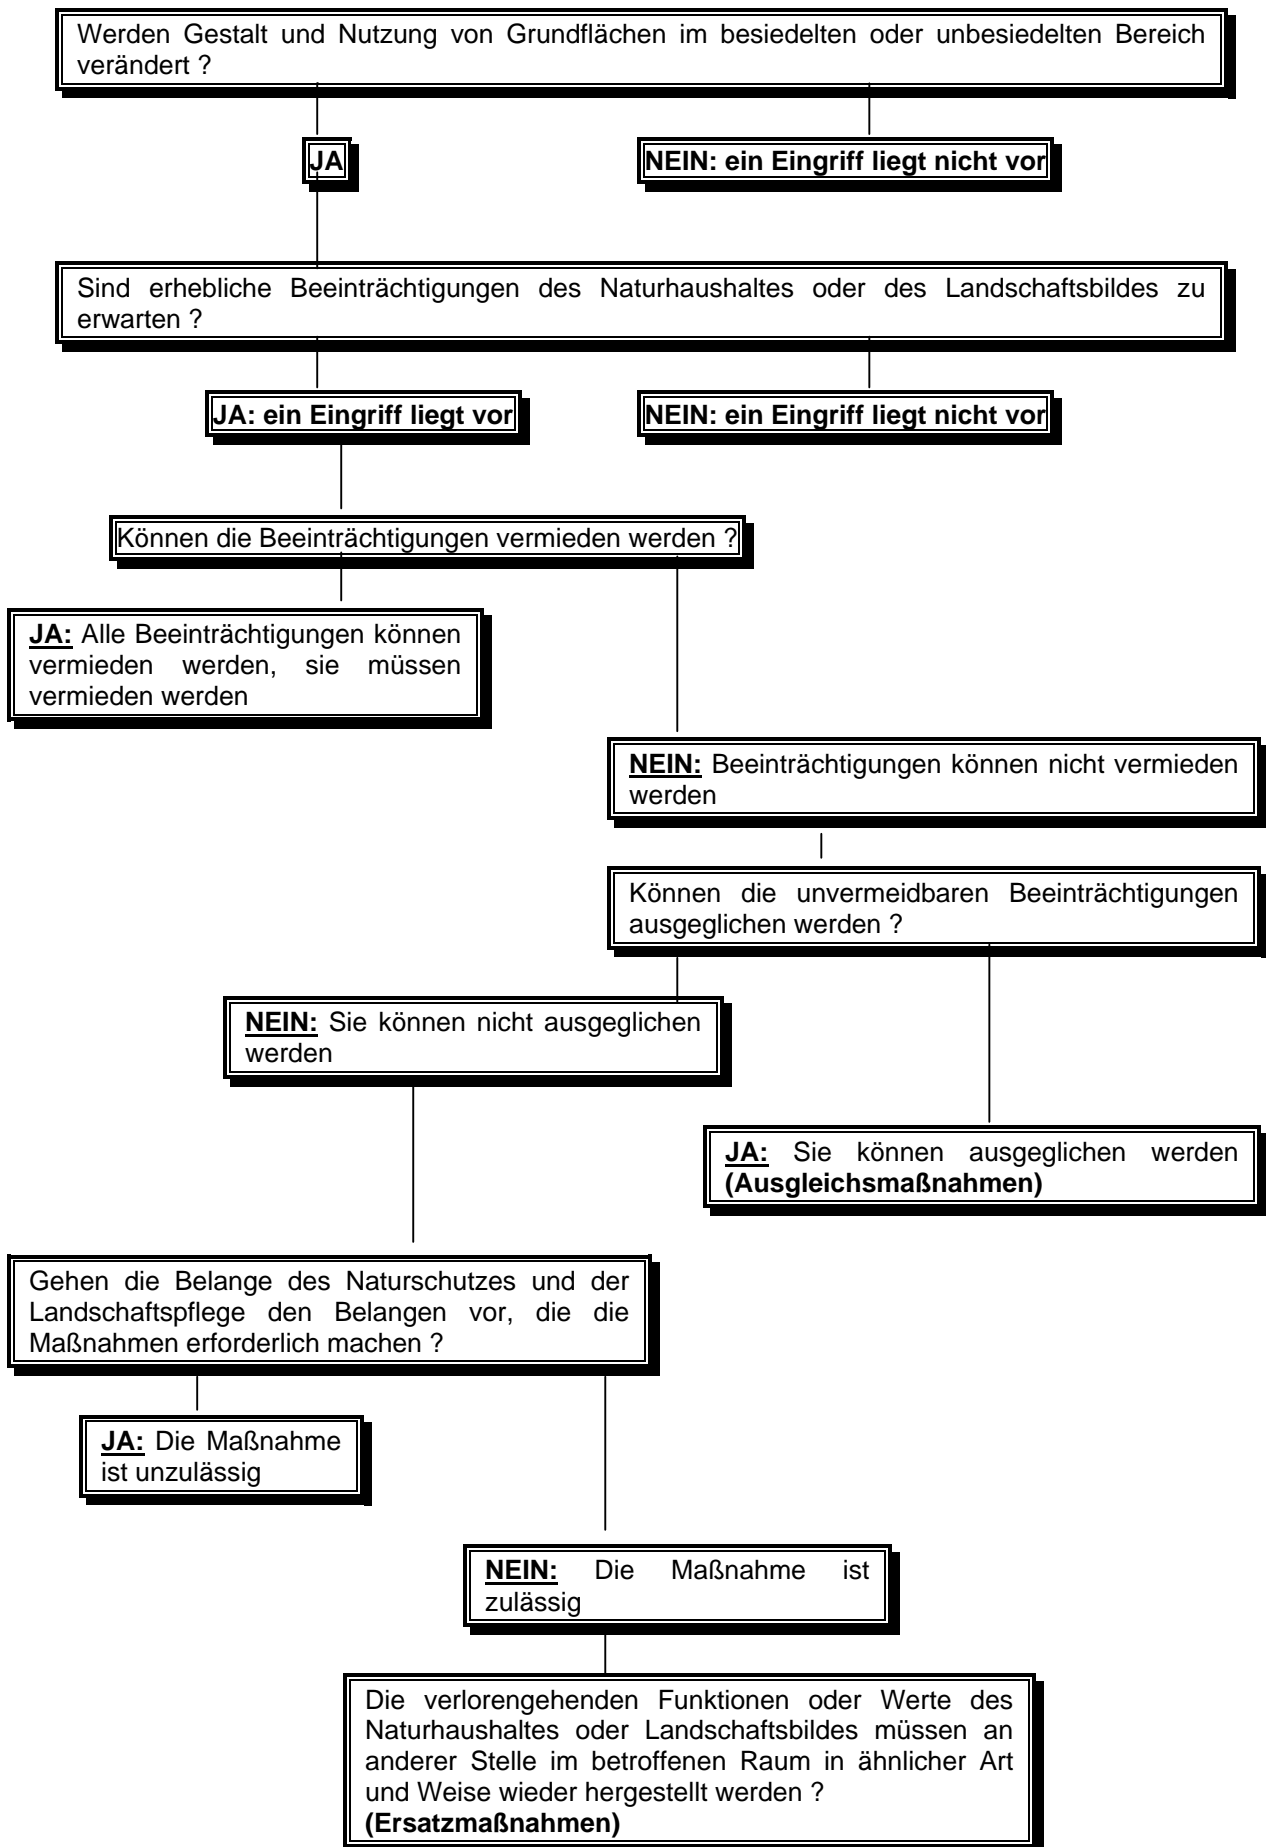 Werden Gestalt und Nutzung von Grundflächen im besiedelten oder unbesiedelten Bereich
verändert ?
JA
NEIN: ein Eingriff liegt nicht vor
Sind erhebliche Beeinträchtigungen des Naturhaushaltes oder des Landschaftsbildes zu
erwarten ?
JA: ein Eingriff liegt vor
NEIN: ein Eingriff liegt nicht vor
Können die Beeinträchtigungen vermieden werden ?
JA: Alle Beeinträchtigungen können
vermieden werden, sie müssen
vermieden werden
NEIN: Beeinträchtigungen können nicht vermieden
werden
Können die unvermeidbaren Beeinträchtigungen
ausgeglichen werden ?
NEIN: Sie können nicht ausgeglichen
werden
JA: Sie können ausgeglichen werden
(Ausgleichsmaßnahmen)
Gehen die Belange des Naturschutzes und der
Landschaftspflege den Belangen vor, die die
Maßnahmen erforderlich machen ?
JA: Die Maßnahme
ist unzulässig
NEIN: Die Maßnahme ist
zulässig
Die verlorengehenden Funktionen oder Werte des
Naturhaushaltes oder Landschaftsbildes müssen an
anderer Stelle im betroffenen Raum in ähnlicher Art
und Weise wieder hergestellt werden ?
(Ersatzmaßnahmen)